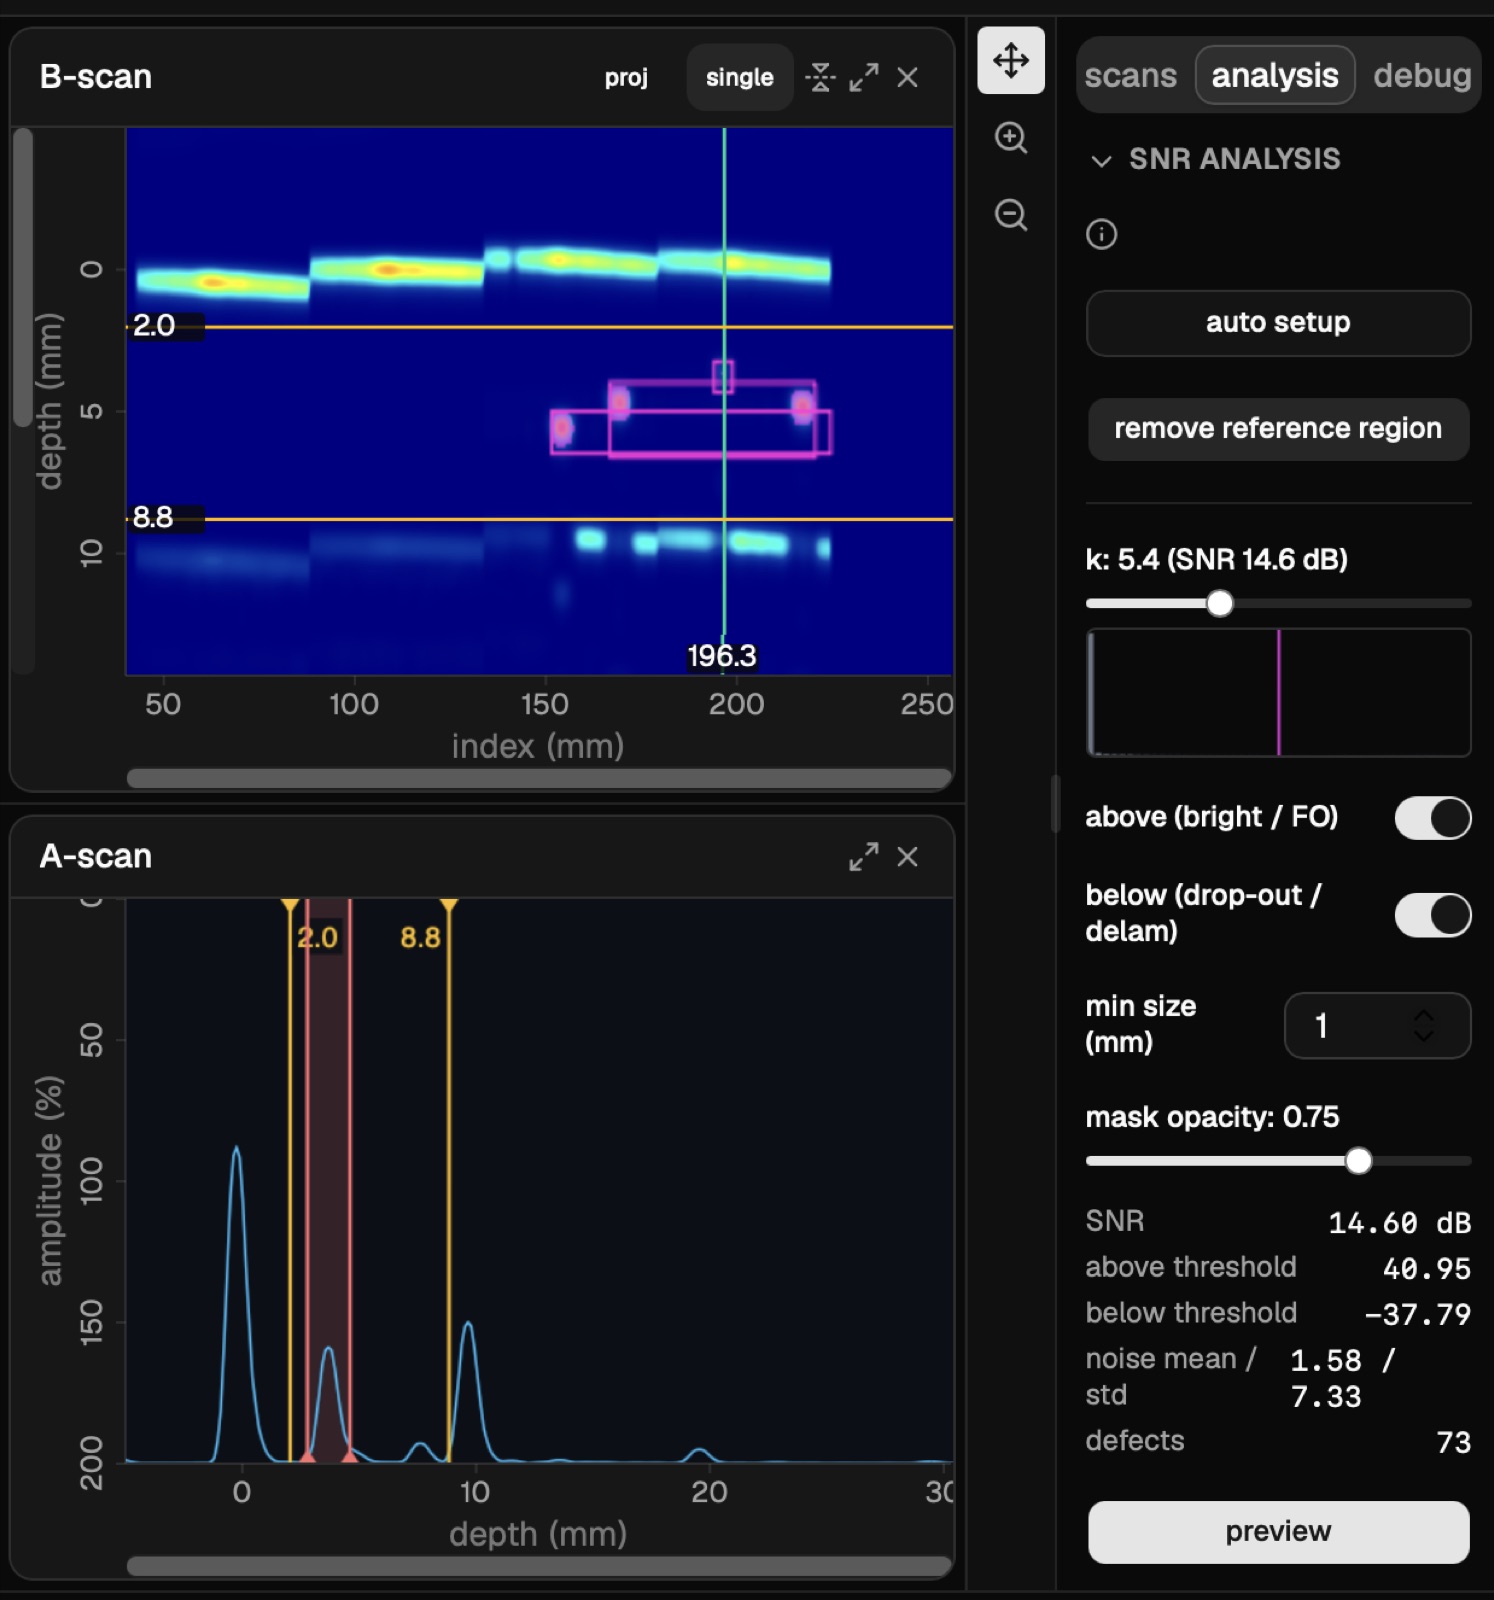 B-scan
proj
single
0
5
10
depth (mm)
2.0
8.8
196.3
50
100
150
200
250
index (mm)
A-scan
0
50
100
150
200
amplitude (%)
2.0
8.8
0
10
20
30
depth (mm)
scans
analysis
debug
SNR ANALYSIS
auto setup
remove reference region
k: 5.4 (SNR 14.6 dB)
above (bright / FO)
below (drop-out /
delam)
min size
(mm)
1
mask opacity: 0.75
SNR 14.60 dB
above threshold 40.95
below threshold −37.79
noise mean / 1.58 /
std 7.33
defects 73
preview